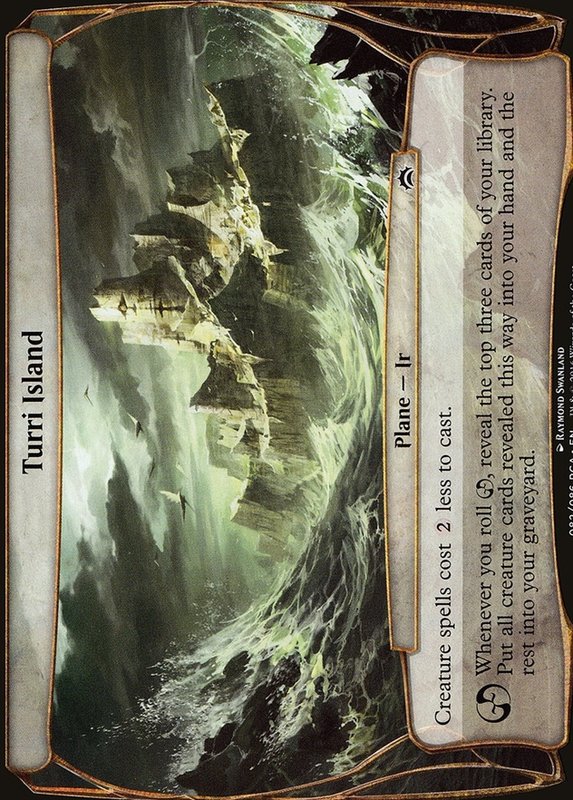 Turri Island
Plane — Ir
Creature spells cost 2 less to cast.
Whenever you roll , reveal the top three cards of your library.
Put all creature cards revealed this way into your hand and the
rest into your graveyard.
RAYMOND SWANLAND